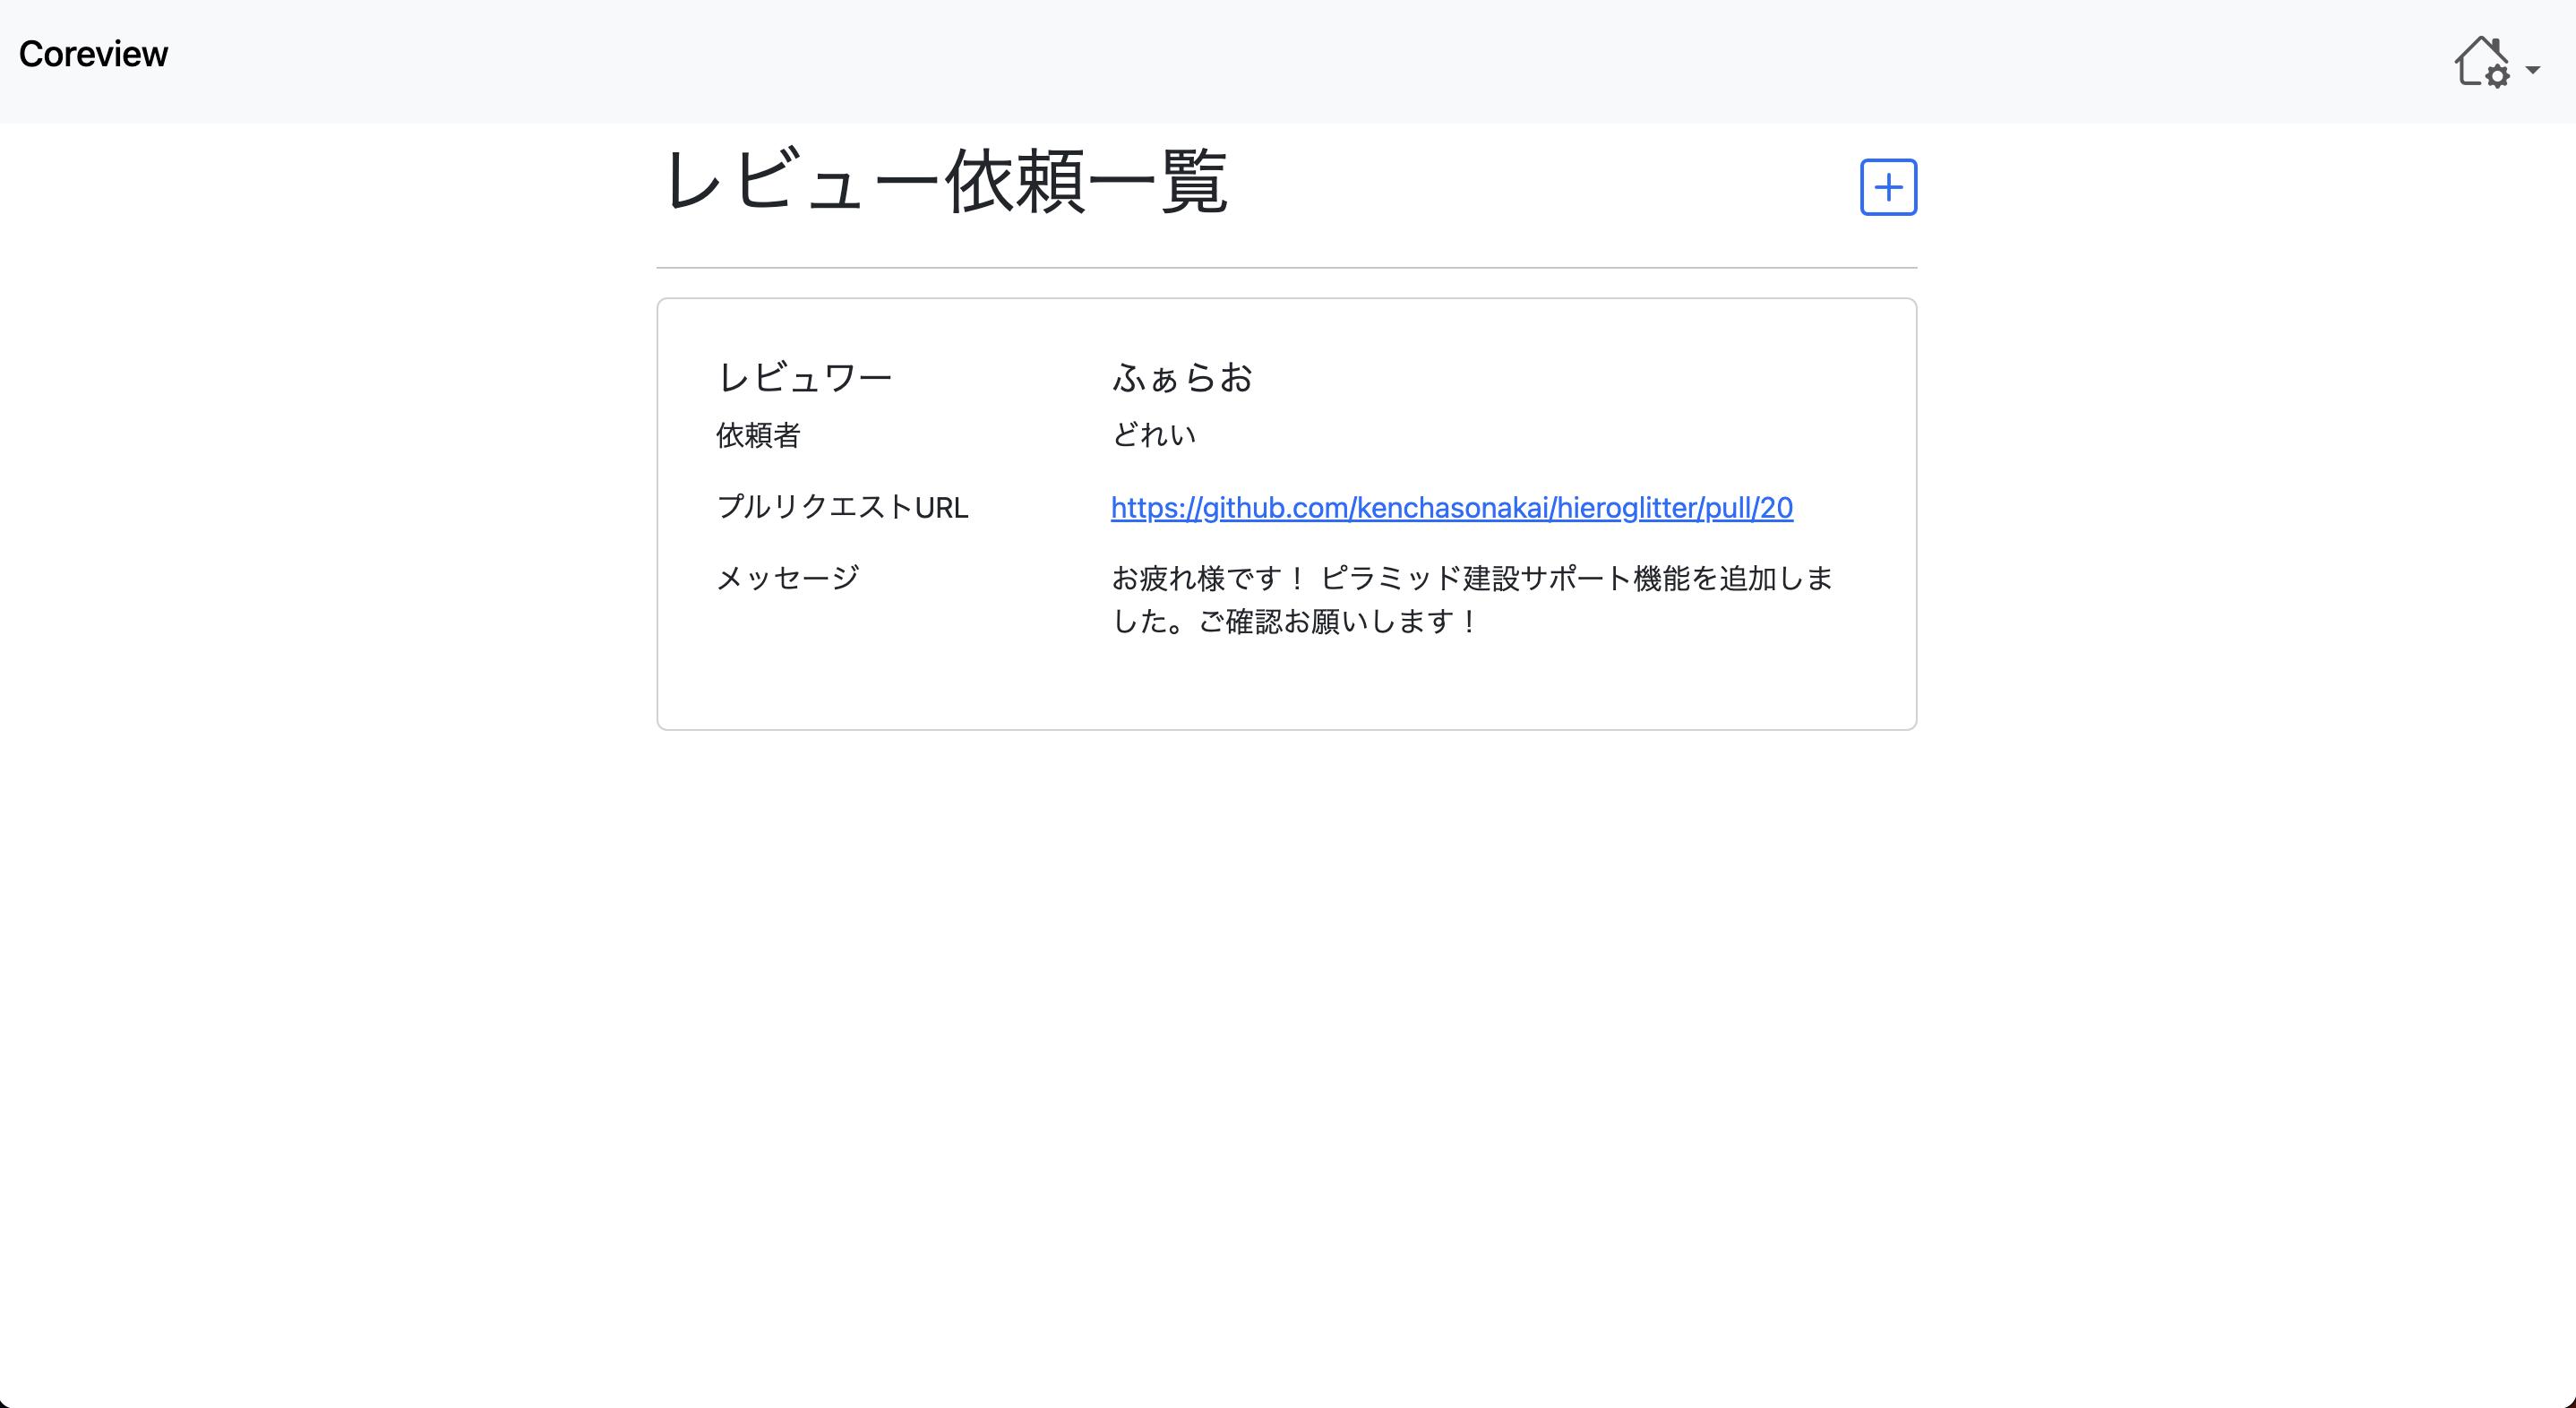 Coreview
レビュー依頼一覧
レビュワー ふぁらお
依頼者 どれい
プルリクエストURL https://github.com/kenchasonakai/hieroglitter/pull/20
メッセージ お疲れ様です！ ピラミッド建設サポート機能を追加しま
した。ご確認お願いします！